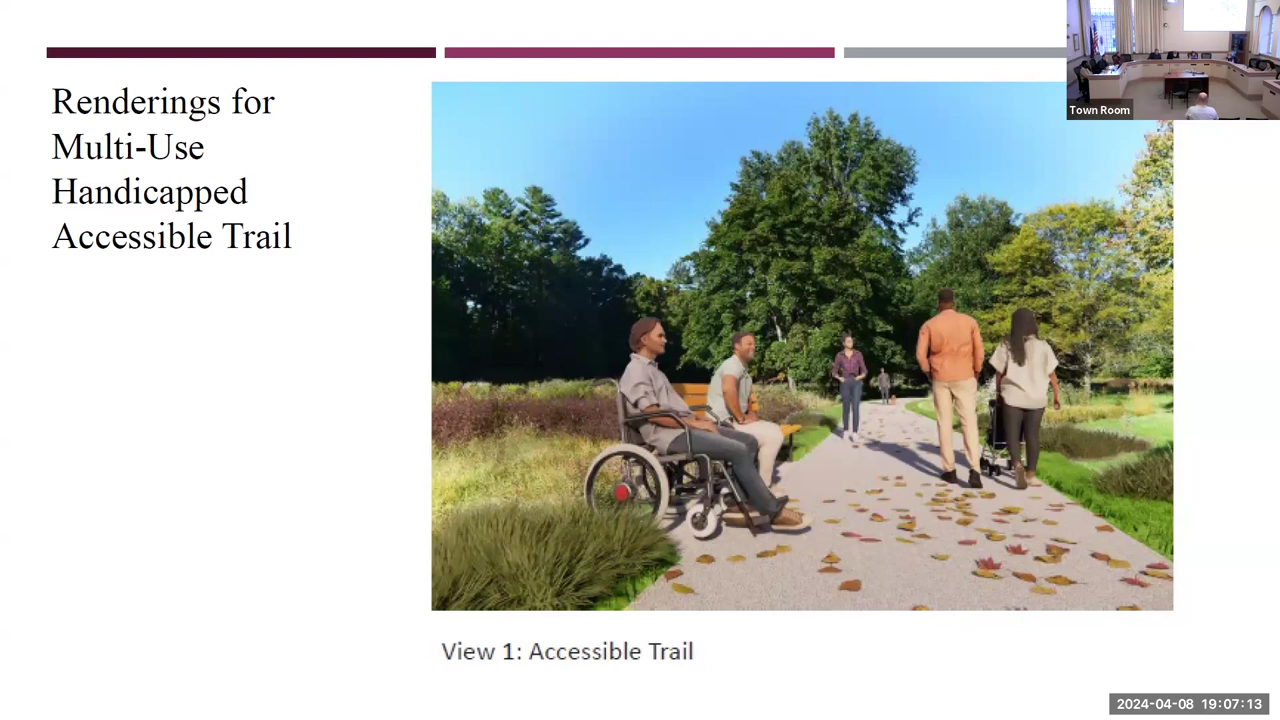 Renderings for
Multi-Use
Handicapped
Accessible Trail
Town Room
View 1: Accessible Trail
2024-04-08 19:07:13